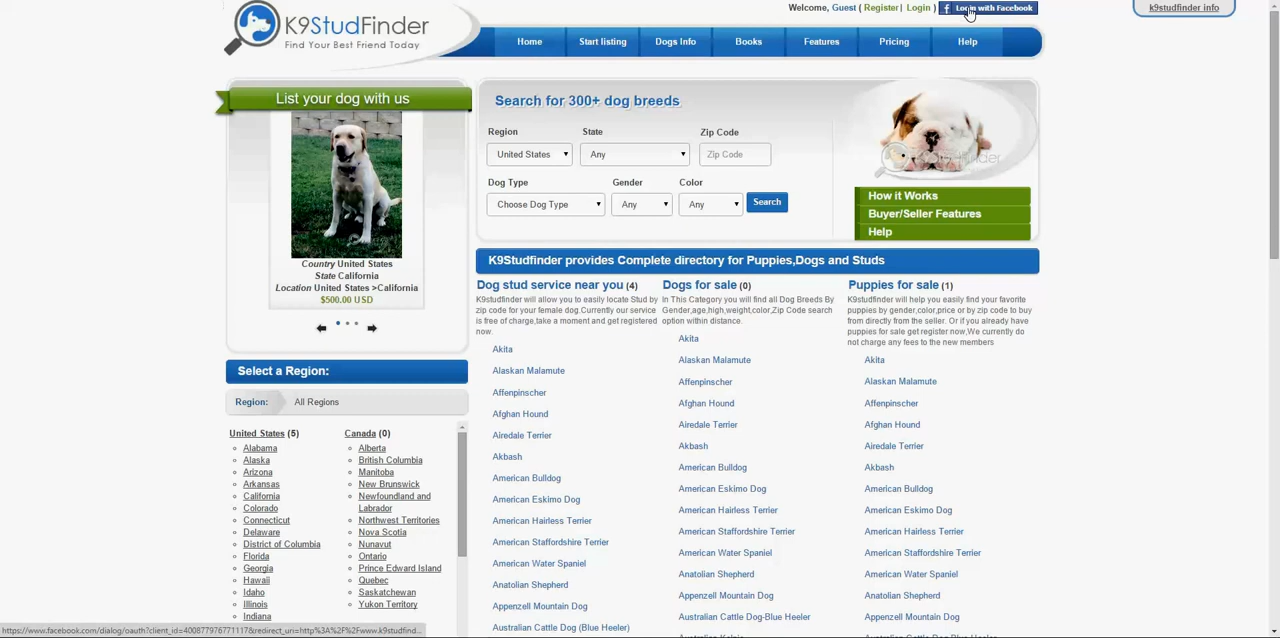 K9StudFinder
Find Your Best Friend Today
Welcome, Guest ( Register | Login )
Login with Facebook
k9studfinder info
Home
Start listing
Dogs Info
Books
Features
Pricing
Help
List your dog with us
Country United States
State California
Location United States >California
$500.00 USD
Search for 300+ dog breeds
Region
State
Zip Code
United States
Any
Zip Code
Dog Type
Gender
Color
Choose Dog Type
Any
Any
Search
K9StudFinder
How it Works
Buyer/Seller Features
Help
K9Studfinder provides Complete directory for Puppies,Dogs and Studs
Dog stud service near you (4)
K9studfinder will allow you to easily locate Stud by
zip code for your female dog.Currently our service
is free of charge,take a moment and get registered
now.
Akita
Alaskan Malamute
Affenpinscher
Afghan Hound
Airedale Terrier
Akbash
American Bulldog
American Eskimo Dog
American Hairless Terrier
American Staffordshire Terrier
American Water Spaniel
Anatolian Shepherd
Appenzell Mountain Dog
Australian Cattle Dog (Blue Heeler)
Dogs for sale (0)
In This Category you will find all Dog Breeds By
Gender,age,high,weight,color,Zip Code search
option within distance.
Akita
Alaskan Malamute
Affenpinscher
Afghan Hound
Airedale Terrier
Akbash
American Bulldog
American Eskimo Dog
American Hairless Terrier
American Staffordshire Terrier
American Water Spaniel
Anatolian Shepherd
Appenzell Mountain Dog
Australian Cattle Dog-Blue Heeler
Australian Kelpie
Puppies for sale (1)
K9studfinder will help you easily find your favorite
puppies by gender,color,price or by zip code to buy
from directly from the seller. Or if you already have
puppies for sale get register now,We currently do
not charge any fees to the new members
Akita
Alaskan Malamute
Affenpinscher
Afghan Hound
Airedale Terrier
Akbash
American Bulldog
American Eskimo Dog
American Hairless Terrier
American Staffordshire Terrier
American Water Spaniel
Anatolian Shepherd
Appenzell Mountain Dog
Select a Region:
Region:
All Regions
United States (5)
Alabama
Alaska
Arizona
Arkansas
California
Colorado
Connecticut
Delaware
District of Columbia
Florida
Georgia
Hawaii
Idaho
Illinois
Indiana
Canada (0)
Alberta
British Columbia
Manitoba
New Brunswick
Newfoundland and
Labrador
Northwest Territories
Nova Scotia
Nunavut
Ontario
Prince Edward Island
Quebec
Saskatchewan
Yukon Territory
https://www.facebook.com/dialog/oauth?client_id=400877976771117&redirect_uri=http%3A%2F%2Fwww.k9studfind...